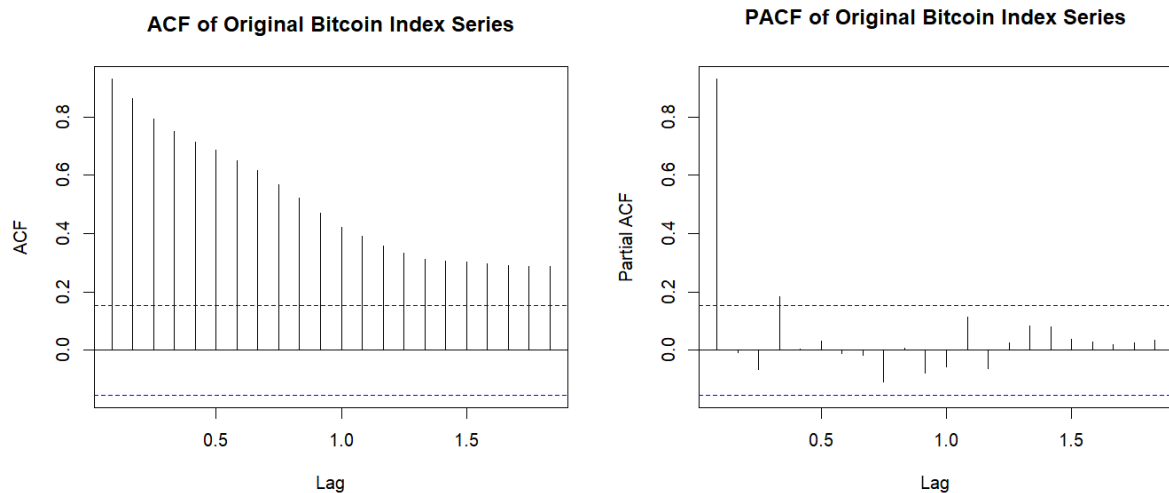 ACF of Original Bitcoin Index Series
ACF
0.8
0.6
0.4
0.2
0.0
0.5 1.0 1.5
Lag
PACF of Original Bitcoin Index Series
Partial ACF
0.8
0.6
0.4
0.2
0.0
0.5 1.0 1.5
Lag